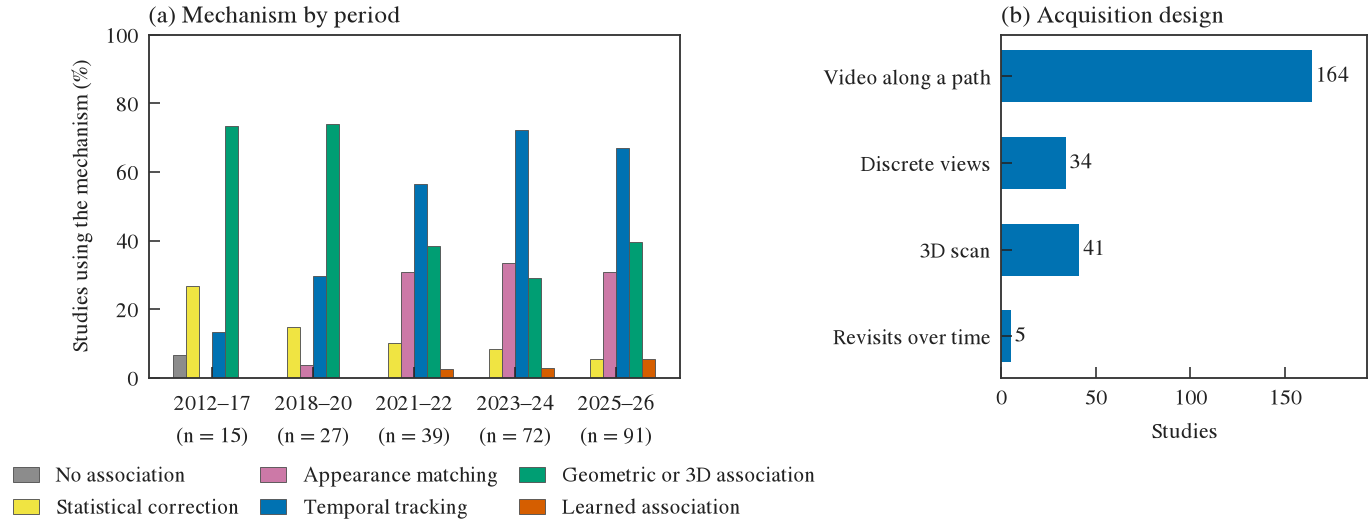 (a) Mechanism by period
Studies using the mechanism (%)
100
80
60
40
20
0
2012–17 2018–20 2021–22 2023–24 2025–26
(n = 15) (n = 27) (n = 39) (n = 72) (n = 91)
No association Appearance matching Geometric or 3D association
Statistical correction Temporal tracking Learned association
(b) Acquisition design
Video along a path 164
Discrete views 34
3D scan 41
Revisits over time 5
0 50 100 150
Studies